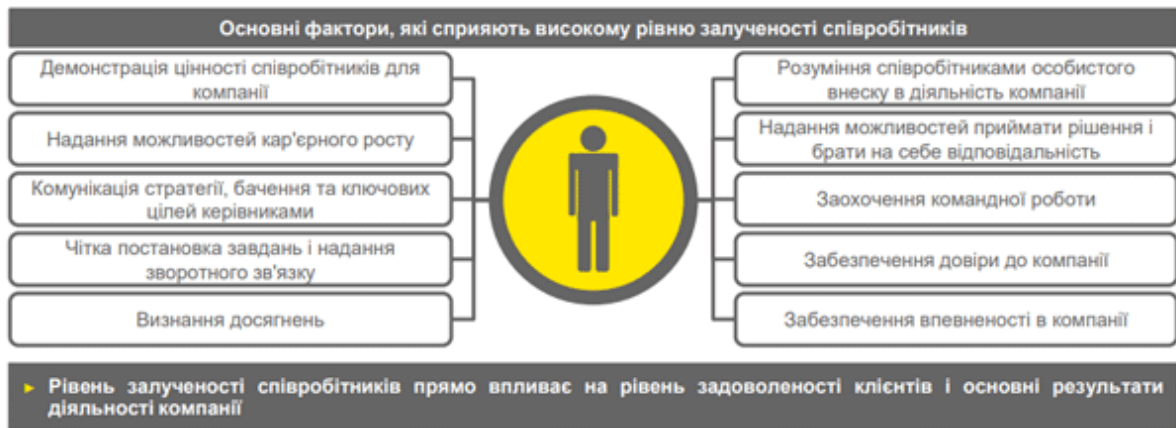 Основні фактори, які сприяють високому рівню залученості співробітників
Демонстрація цінності співробітників для
компанії
Надання можливостей кар'єрного росту
Комунікація стратегії, бачення та ключових
цілей керівниками
Чітка постановка завдань і надання
зворотного зв'язку
Визнання досягнень
Розуміння співробітниками особистого
внеску в діяльність компанії
Надання можливостей приймати рішення і
брати на себе відповідальність
Заохочення командної роботи
Забезпечення довіри до компанії
Забезпечення впевненості в компанії
► Рівень залученості співробітників прямо впливає на рівень задоволеності клієнтів і основні результати
діяльності компанії